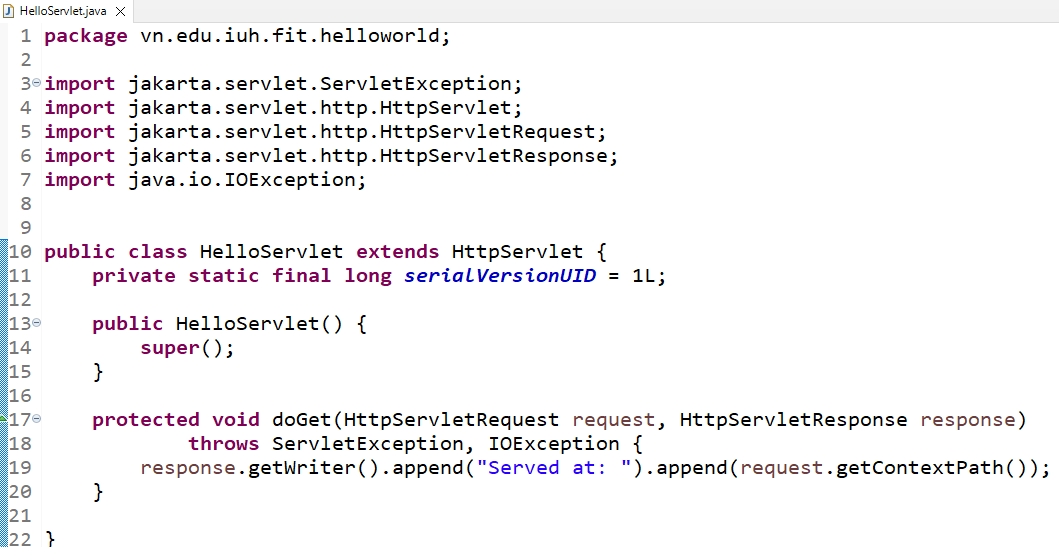 HelloServlet.java
1 package vn.edu.iuh.fit.helloworld;
2
3 import jakarta.servlet.ServletException;
4 import jakarta.servlet.http.HttpServlet;
5 import jakarta.servlet.http.HttpServletRequest;
6 import jakarta.servlet.http.HttpServletResponse;
7 import java.io.IOException;
8
9
10 public class HelloServlet extends HttpServlet {
11     private static final long serialVersionUID = 1L;
12
13     public HelloServlet() {
14         super();
15     }
16
17     protected void doGet(HttpServletRequest request, HttpServletResponse response)
18             throws ServletException, IOException {
19         response.getWriter().append("Served at: ").append(request.getContextPath());
20     }
21
22 }